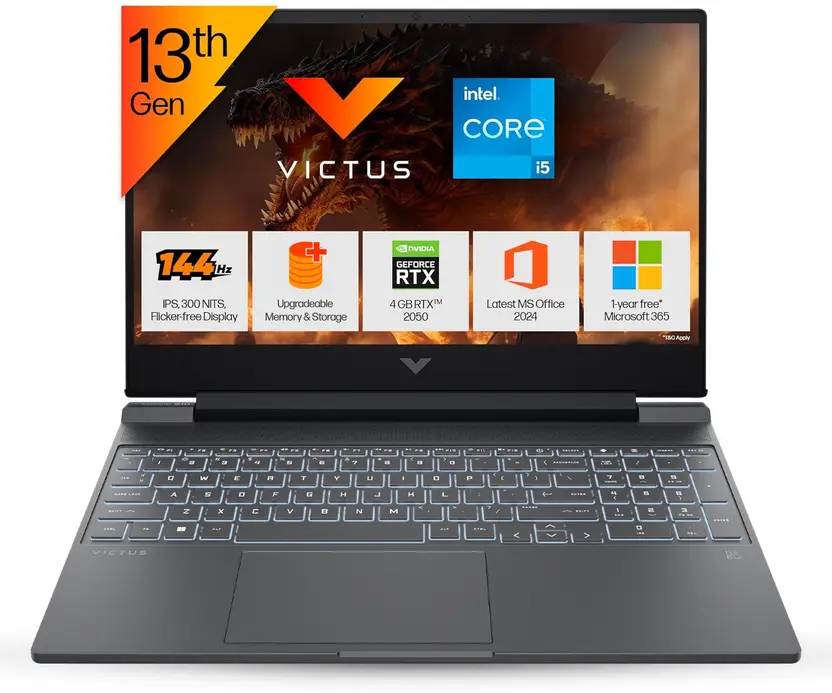 13th
Gen
intel.
CORE
i5
VICTUS
144Hz
IPS, 300 NITS,
Flicker-free Display
Upgradeable
Memory & Storage
NVIDIA
GEFORCE
RTX
4 GB RTX™
2050
Latest MS Office
2024
1-year free*
Microsoft 365
*T&C Apply
Q W E R T Y U I O P
A S D F G H J K L
Z X C V B N M
VICTUS